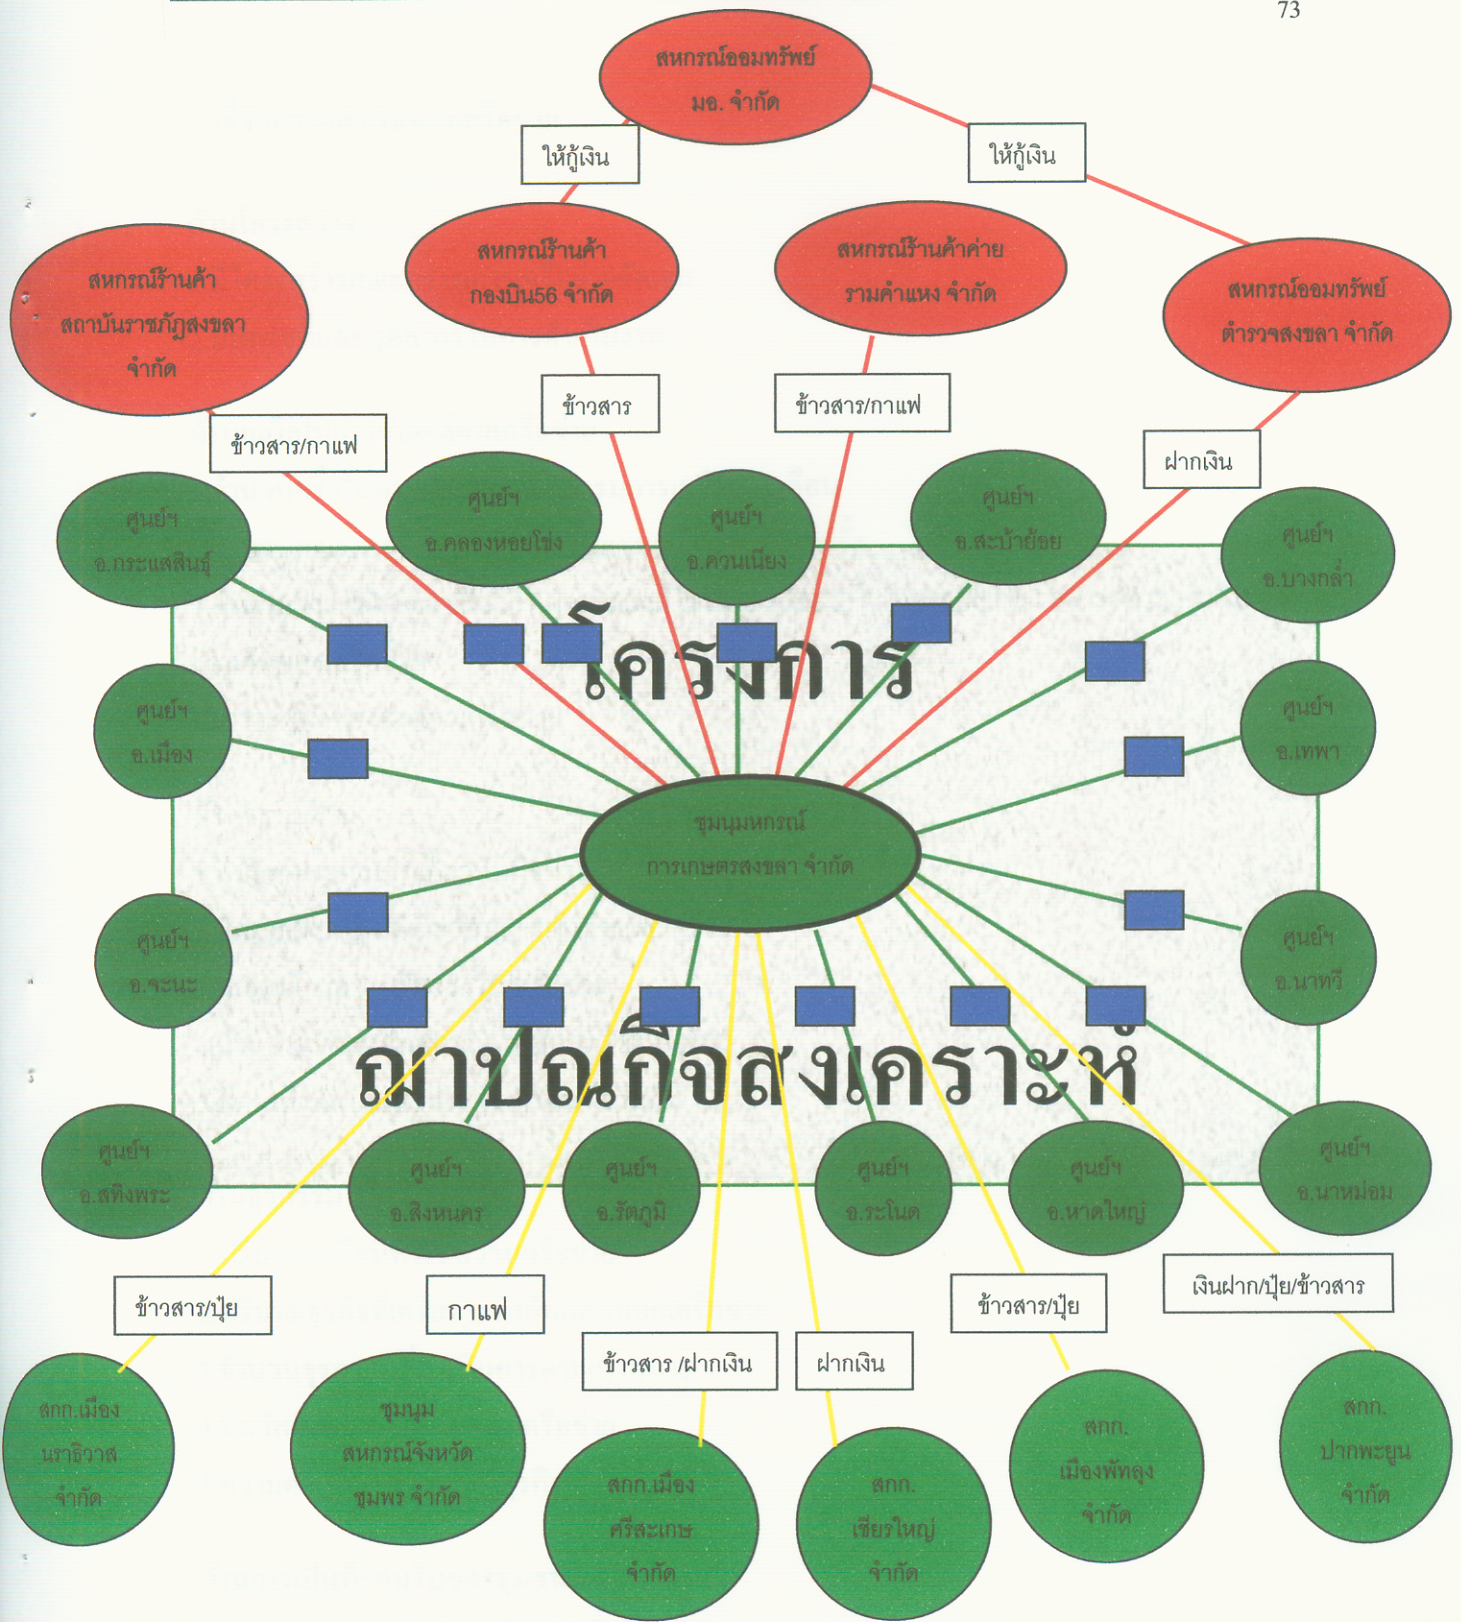 73
สหกรณ์ออมทรัพย์
มอ. จำกัด
ให้กู้เงิน
ให้กู้เงิน
สหกรณ์ร้านค้า
สถาบันราชภัฎสงขลา
จำกัด
สหกรณ์ร้านค้า
กองบิน56 จำกัด
สหกรณ์ร้านค้าค่าย
รามคำแหง จำกัด
สหกรณ์ออมทรัพย์
ตำรวจสงขลา จำกัด
ข้าวสาร/กาแฟ
ข้าวสาร
ข้าวสาร/กาแฟ
ฝากเงิน
ศูนย์ฯ
อ.กระแสสินธุ์
ศูนย์ฯ
อ.คลองหอยโข่ง
ศูนย์ฯ
อ.ควนเนียง
ศูนย์ฯ
อ.สะบ้าย้อย
ศูนย์ฯ
อ.บางกล่ำ
โครงการ
ศูนย์ฯ
อ.เมือง
ศูนย์ฯ
อ.เทพา
ชุมนุมหกรณ์
การเกษตรสงขลา จำกัด
ศูนย์ฯ
อ.จะนะ
ศูนย์ฯ
อ.นาทวี
ฌาปณกิจสงเคราะห์
ศูนย์ฯ
อ.สทิงพระ
ศูนย์ฯ
อ.สิงหนคร
ศูนย์ฯ
อ.รัตภูมิ
ศูนย์ฯ
อ.ระโนด
ศูนย์ฯ
อ.หาดใหญ่
ศูนย์ฯ
อ.นาหม่อม
ข้าวสาร/ปุ๋ย
กาแฟ
ข้าวสาร /ฝากเงิน
ฝากเงิน
ข้าวสาร/ปุ๋ย
เงินฝาก/ปุ๋ย/ข้าวสาร
สกก.เมือง
นราธิวาส
จำกัด
ชุมนุม
สหกรณ์จังหวัด
ชุมพร จำกัด
สกก.เมือง
ศรีสะเกษ
จำกัด
สกก.
เชียรใหญ่
จำกัด
สกก.
เมืองพัทลุง
จำกัด
สกก.
ปากพะยูน
จำกัด